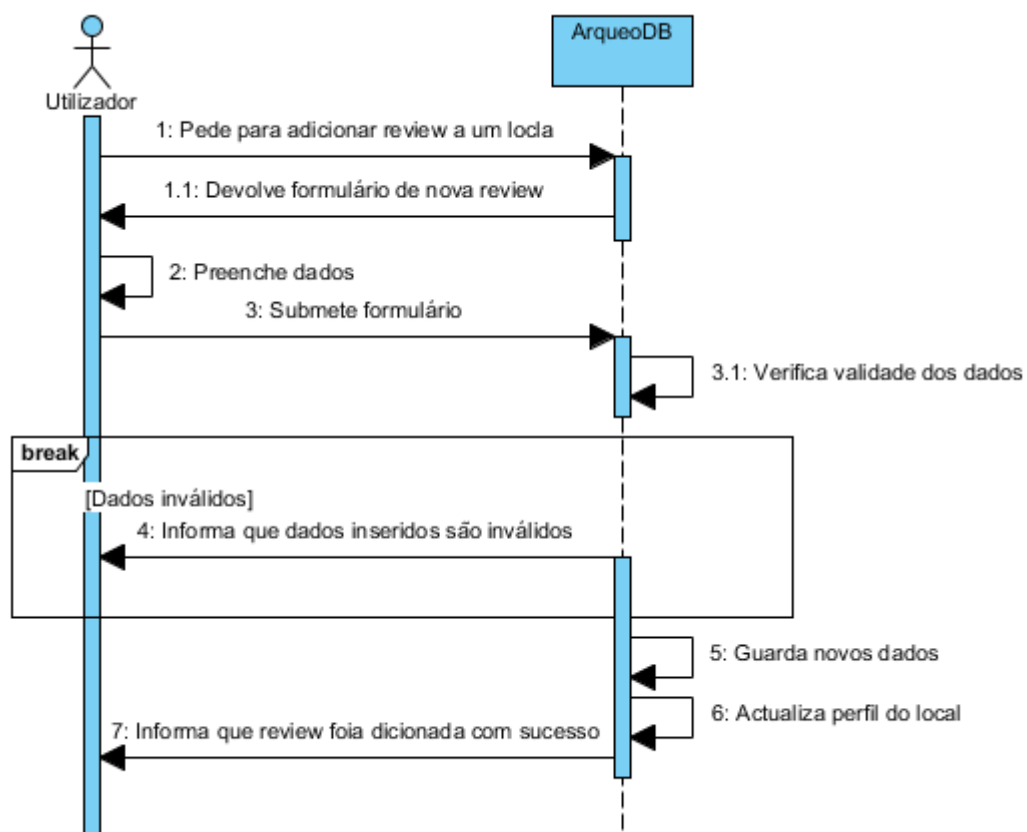 ArqueoDB
Utilizador
1: Pede para adicionar review a um locla
1.1: Devolve formulário de nova review
2: Preenche dados
3: Submete formulário
3.1: Verifica validade dos dados
break
[Dados inválidos]
4: Informa que dados inseridos são inválidos
5: Guarda novos dados
6: Actualiza perfil do local
7: Informa que review foia dicionada com sucesso